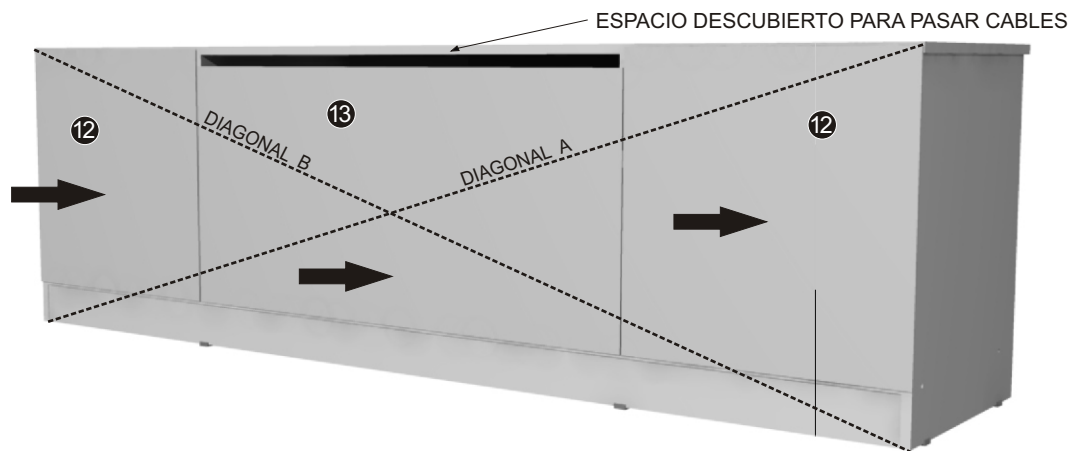 ESPACIO DESCUBIERTO PARA PASAR CABLES
12
13
12
DIAGONAL B
DIAGONAL A